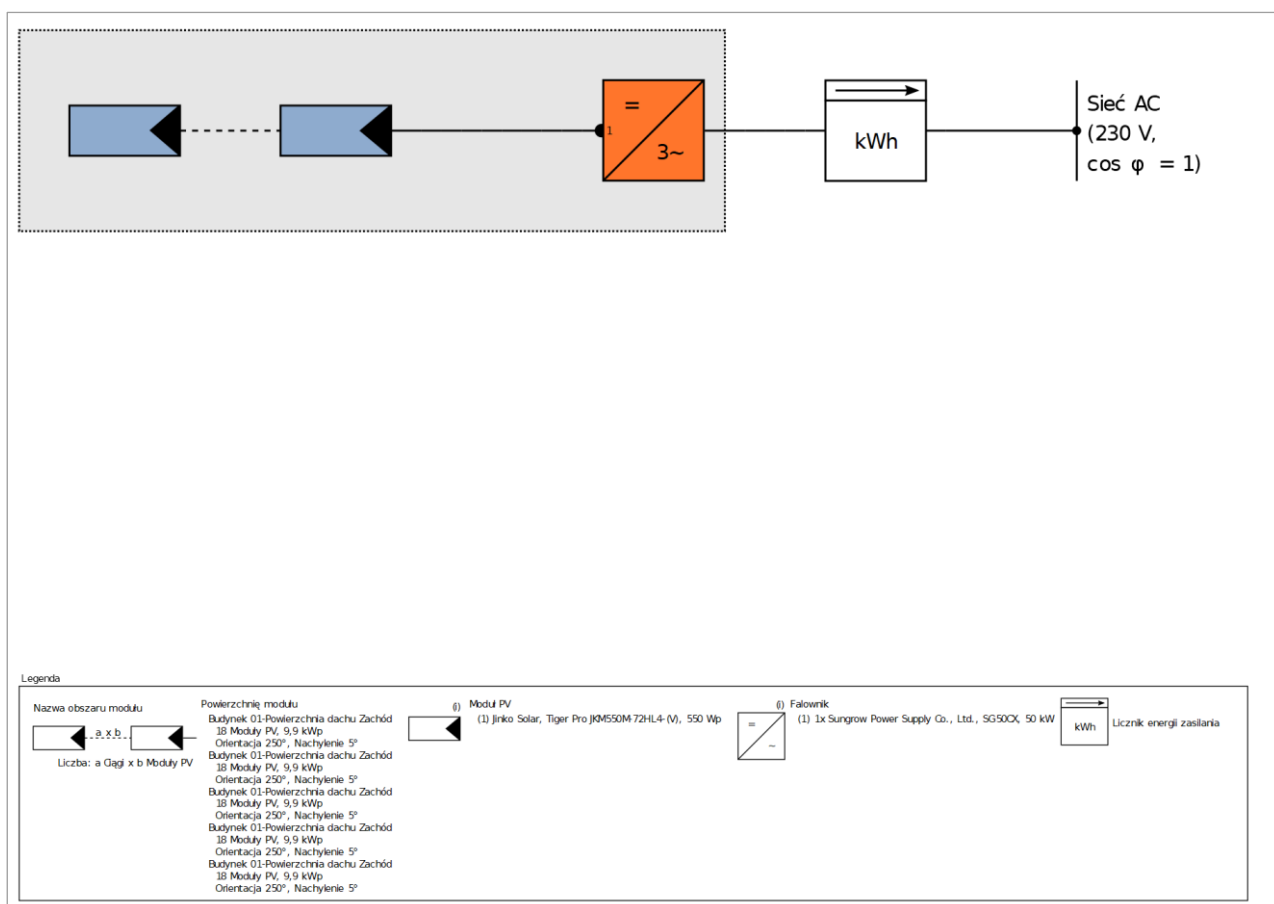 =
1
3~
kWh
Sieć AC
(230 V,
cos φ = 1)
Legenda
Nazwa obszaru modułu
a x b
Liczba: a Ciągi x b Moduły PV
Powierzchnię modułu
Budynek 01-Powierzchnia dachu Zachód
18 Moduły PV, 9,9 kWp
Orientacja 250°, Nachylenie 5°
Budynek 01-Powierzchnia dachu Zachód
18 Moduły PV, 9,9 kWp
Orientacja 250°, Nachylenie 5°
Budynek 01-Powierzchnia dachu Zachód
18 Moduły PV, 9,9 kWp
Orientacja 250°, Nachylenie 5°
Budynek 01-Powierzchnia dachu Zachód
18 Moduły PV, 9,9 kWp
Orientacja 250°, Nachylenie 5°
Budynek 01-Powierzchnia dachu Zachód
18 Moduły PV, 9,9 kWp
Orientacja 250°, Nachylenie 5°
(i) Moduł PV
(1) Jinko Solar, Tiger Pro JKM550M-72HL4-(V), 550 Wp
(i) Falownik
=
~
(1) 1x Sungrow Power Supply Co., Ltd., SG50CX, 50 kW
kWh
Licznik energii zasilania